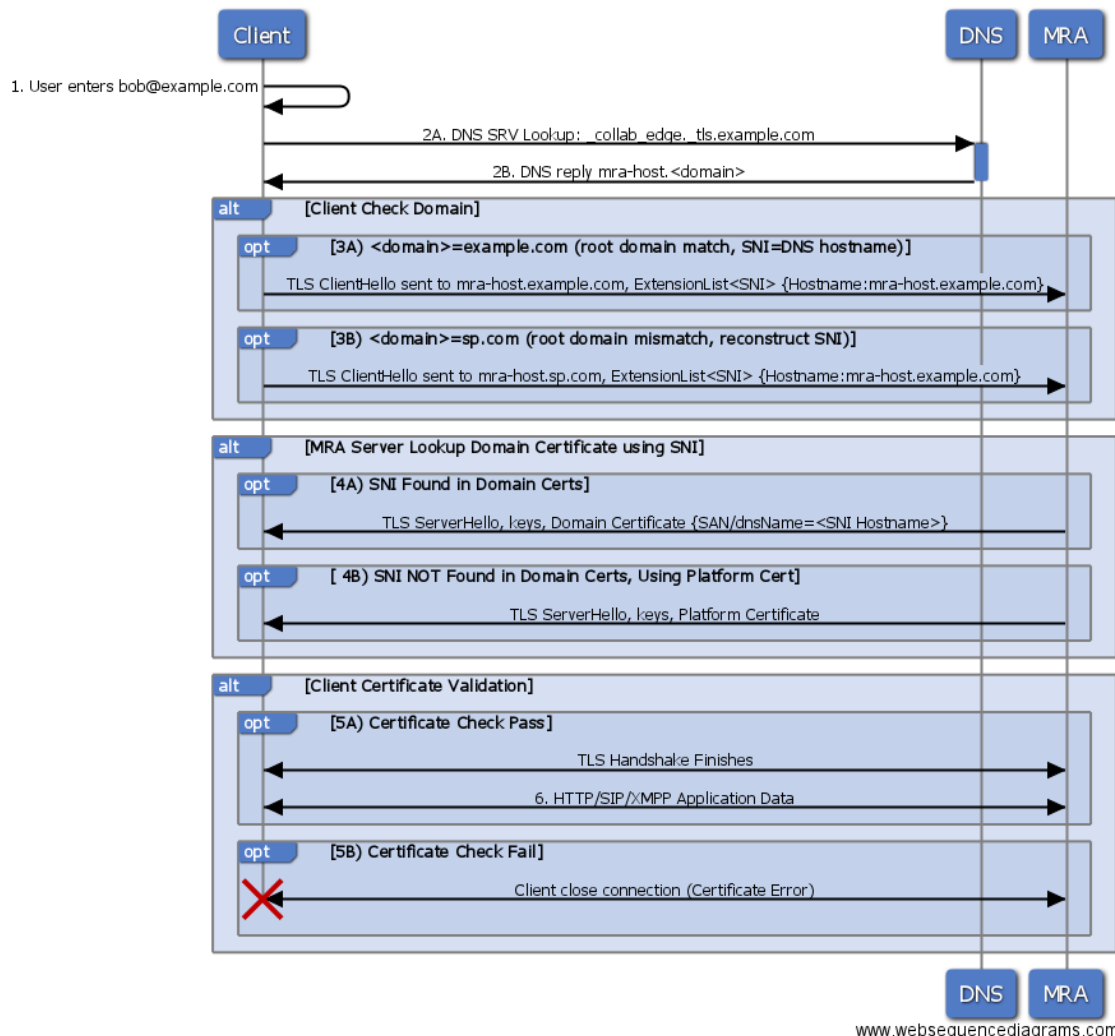 Client
DNS
MRA
1. User enters bob@example.com
2A. DNS SRV Lookup: _collab_edge._tls.example.com
2B. DNS reply mra-host.<domain>
alt [Client Check Domain]
opt [3A) <domain>=example.com (root domain match, SNI=DNS hostname)]
TLS ClientHello sent to mra-host.example.com, ExtensionList<SNI> {Hostname:mra-host.example.com}
opt [3B) <domain>=sp.com (root domain mismatch, reconstruct SNI)]
TLS ClientHello sent to mra-host.sp.com, ExtensionList<SNI> {Hostname:mra-host.example.com}
alt [MRA Server Lookup Domain Certificate using SNI]
opt [4A) SNI Found in Domain Certs]
TLS ServerHello, keys, Domain Certificate {SAN/dnsName=<SNI Hostname>}
opt [ 4B) SNI NOT Found in Domain Certs, Using Platform Cert]
TLS ServerHello, keys, Platform Certificate
alt [Client Certificate Validation]
opt [5A) Certificate Check Pass]
TLS Handshake Finishes
6. HTTP/SIP/XMPP Application Data
opt [5B) Certificate Check Fail]
Client close connection (Certificate Error)
DNS
MRA
www.websequencediagrams.com